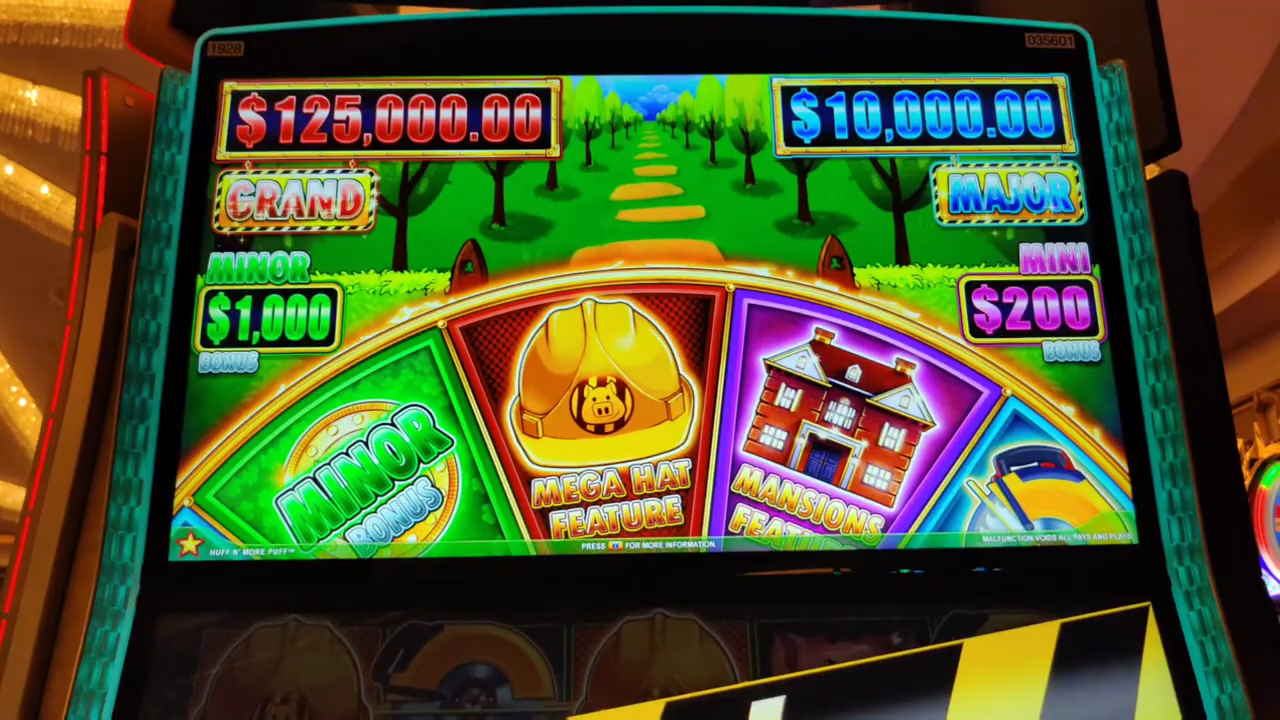 1928
035601
$125,000.00
$10,000.00
GRAND
MAJOR
MINOR
$1,000
BONUS
MINI
$200
BONUS
MINOR
BONUS
MEGA HAT
FEATURE
MANSIONS
FEATURE
HUFF N' MORE PUFF™
PRESS
FOR MORE INFORMATION.
MALFUNCTION VOIDS ALL PAYS AND PLAYS